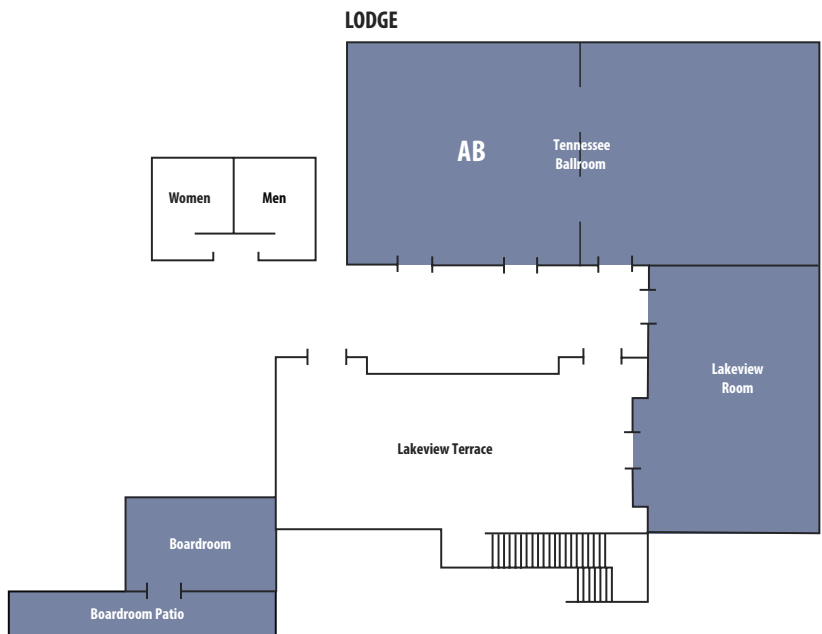 LODGE
AB
Tennessee
Ballroom
Women
Men
Lakeview
Room
Lakeview Terrace
Boardroom
Boardroom Patio